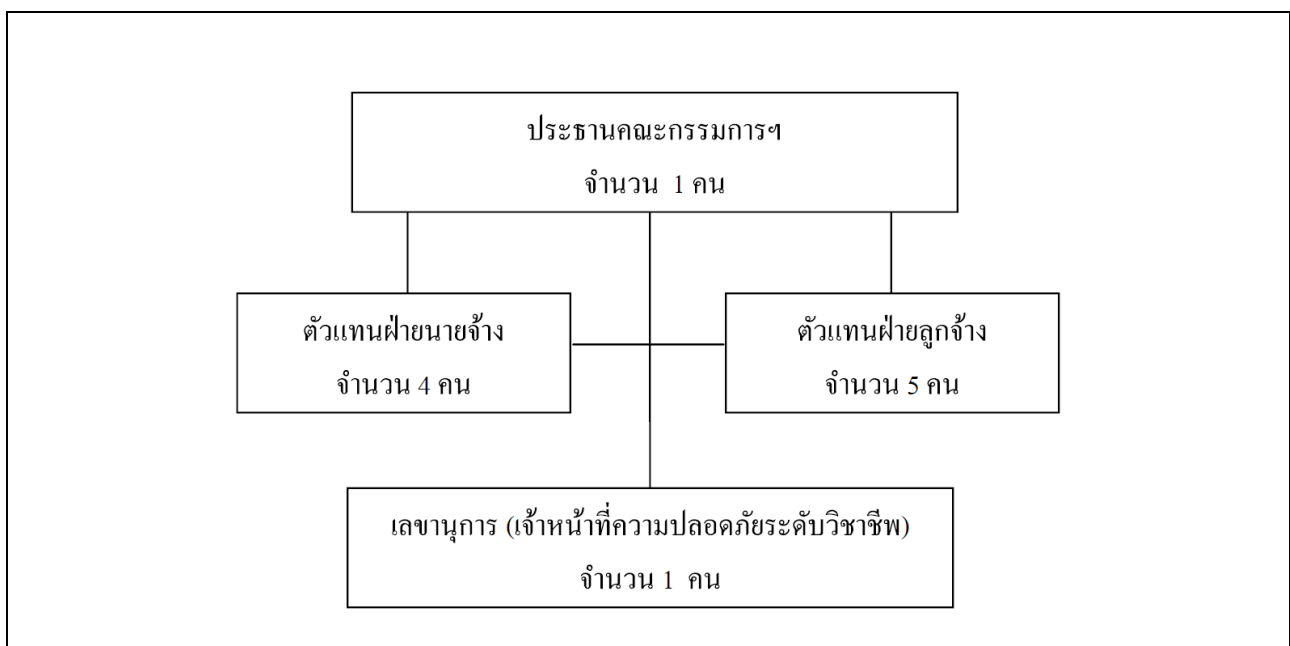 ประธานคณะกรรมการฯ
จำนวน 1 คน
ตัวแทนฝ่ายนายจ้าง
จำนวน 4 คน
ตัวแทนฝ่ายลูกจ้าง
จำนวน 5 คน
เลขานุการ (เจ้าหน้าที่ความปลอดภัยระดับวิชาชีพ)
จำนวน 1 คน